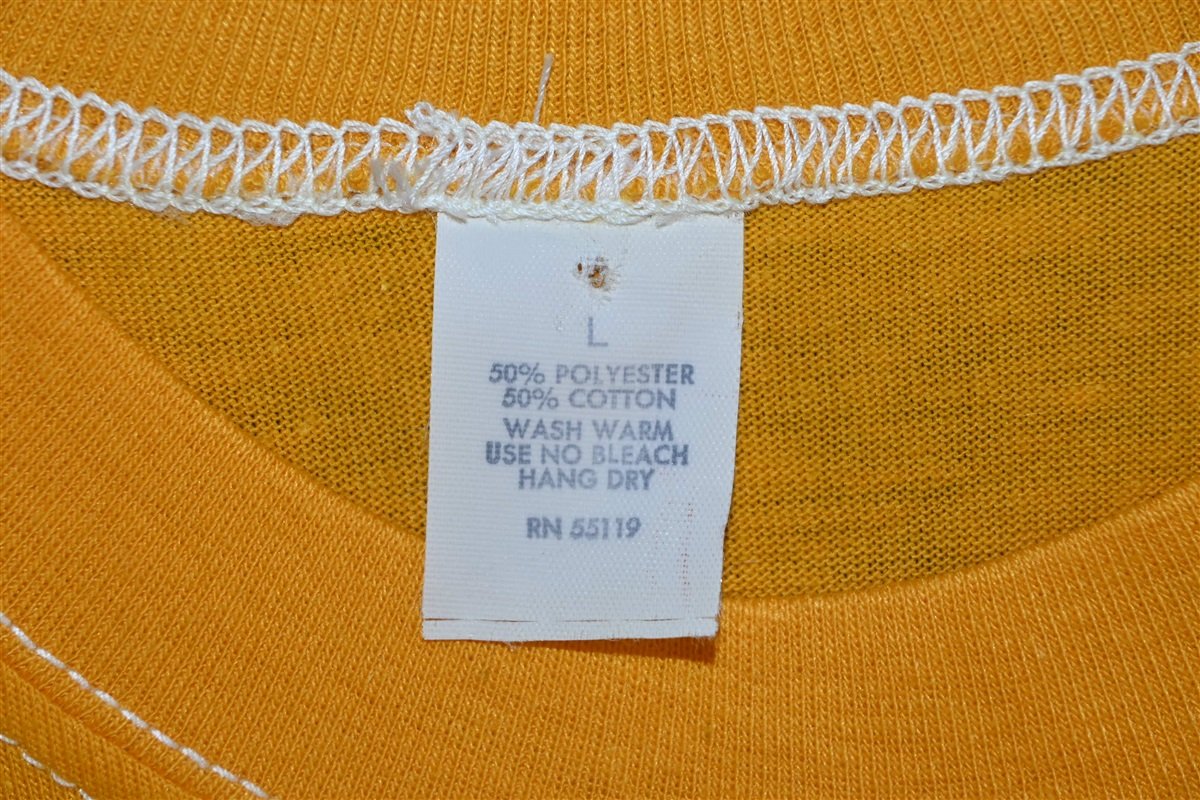 L
50% POLYESTER
50% COTTON
WASH WARM
USE NO BLEACH
HANG DRY
RN 55119